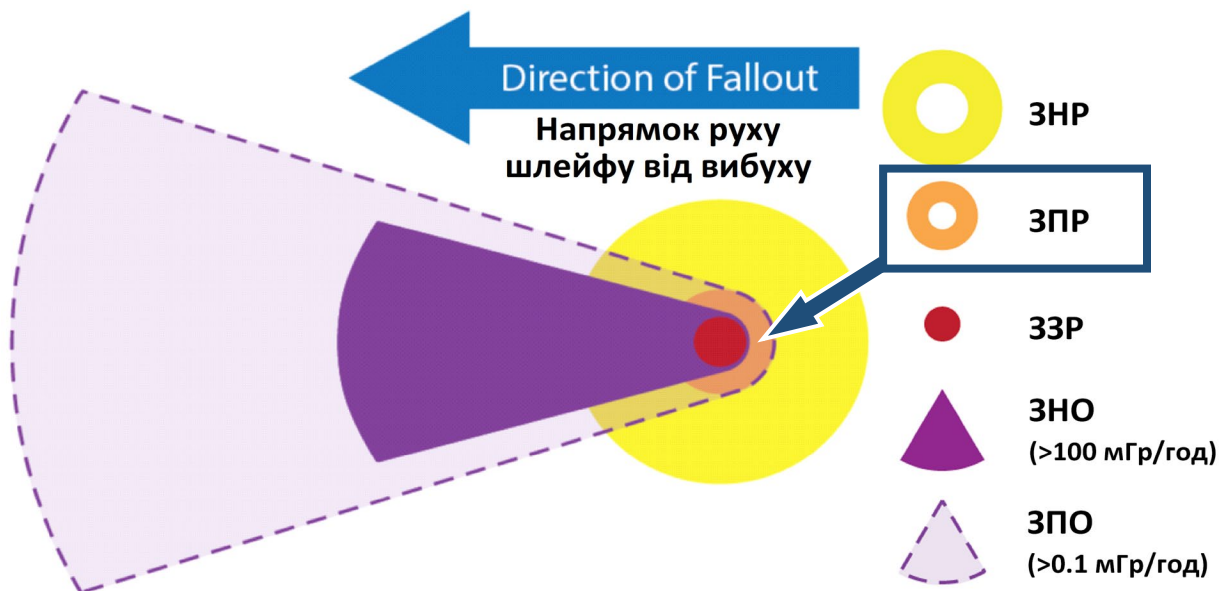 Direction of Fallout
Напрямок руху
шлейфу від вибуху
ЗНР
ЗПР
ЗЗР
ЗНО
(>100 мГр/год)
ЗПО
(>0.1 мГр/год)